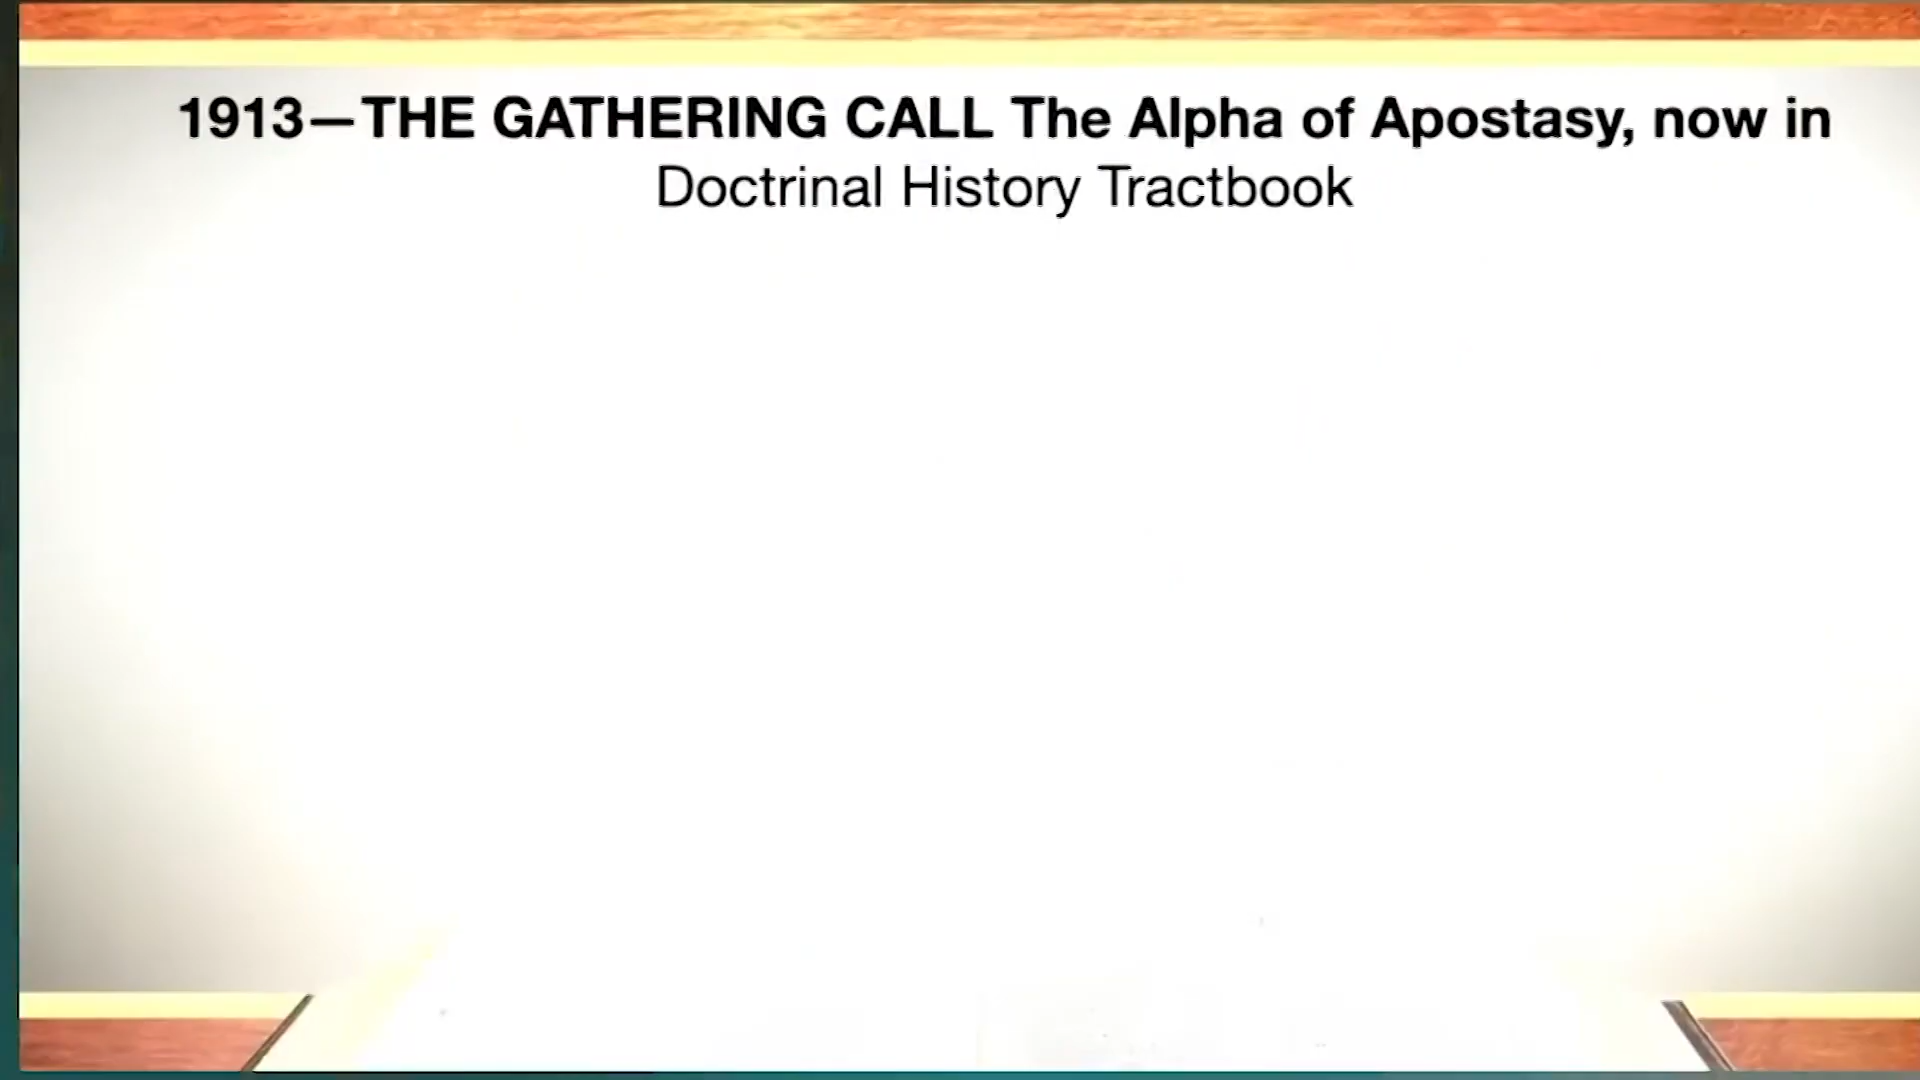 1913—THE GATHERING CALL The Alpha of Apostasy, now in
Doctrinal History Tractbook